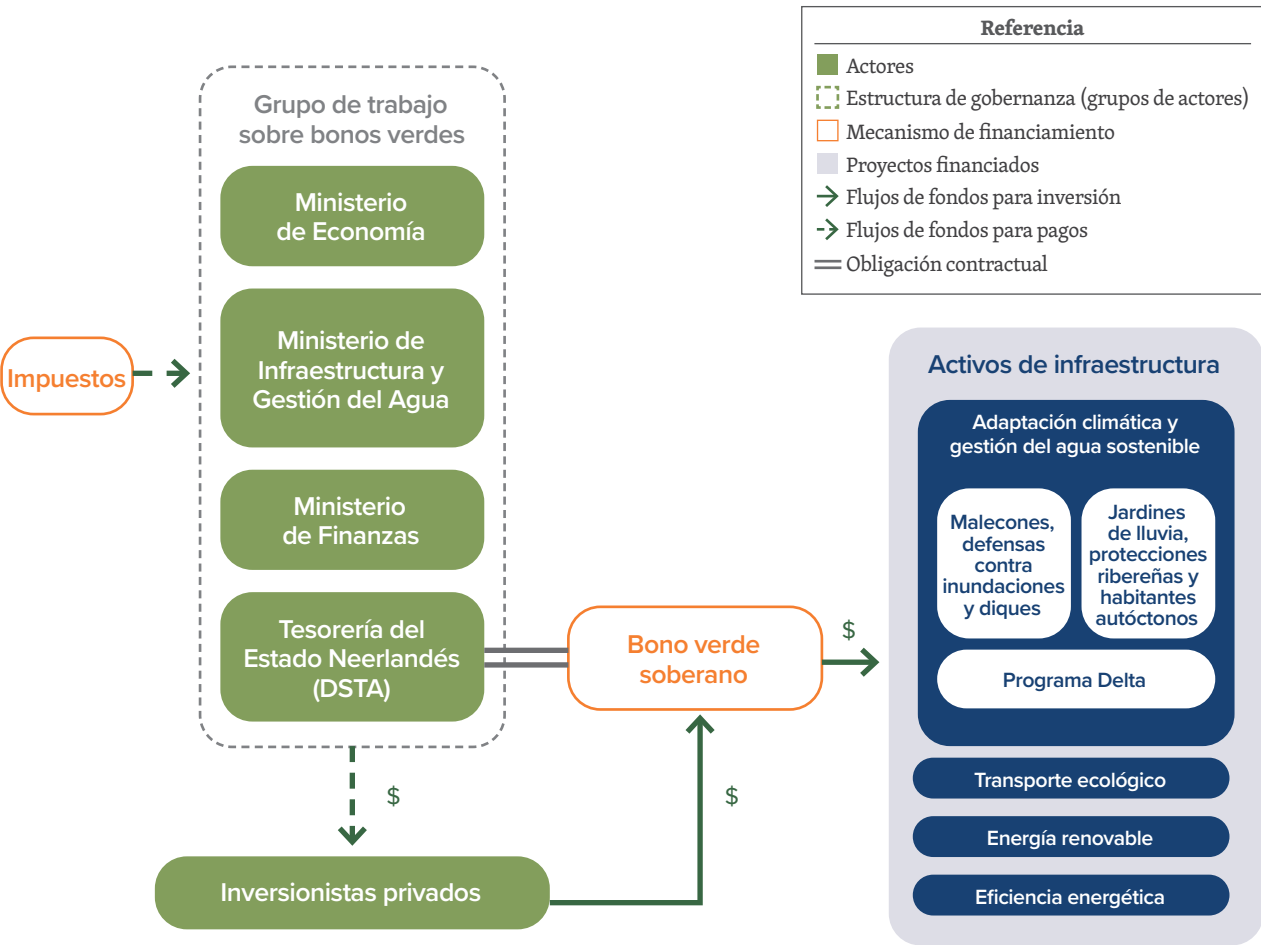 Referencia
Actores
Estructura de gobernanza (grupos de actores)
Mecanismo de financiamiento
Proyectos financiados
Flujos de fondos para inversión
Flujos de fondos para pagos
Obligación contractual
Grupo de trabajo
sobre bonos verdes
Ministerio
de Economía
Ministerio de
Infraestructura y
Gestión del Agua
Ministerio
de Finanzas
Tesorería del
Estado Neerlandés
(DSTA)
Impuestos
$
Inversionistas privados
$
Bono verde
soberano
$
Activos de infraestructura
Adaptación climática y
gestión del agua sostenible
Malecones,
defensas
contra
inundaciones
y diques
Jardines
de lluvia,
protecciones
ribereñas y
habitantes
autóctonos
Programa Delta
Transporte ecológico
Energía renovable
Eficiencia energética